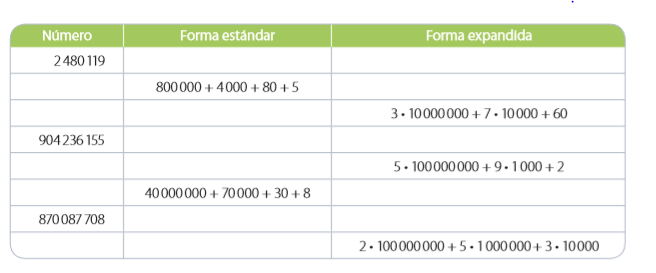 Número Forma estándar Forma expandida
2 480 119
800 000 + 4 000 + 80 + 5
3 • 10 000 000 + 7 • 10 000 + 60
904 236 155
5 • 100 000 000 + 9 • 1 000 + 2
40 000 000 + 70 000 + 30 + 8
870 087 708
2 • 100 000 000 + 5 • 1 000 000 + 3 • 10 000